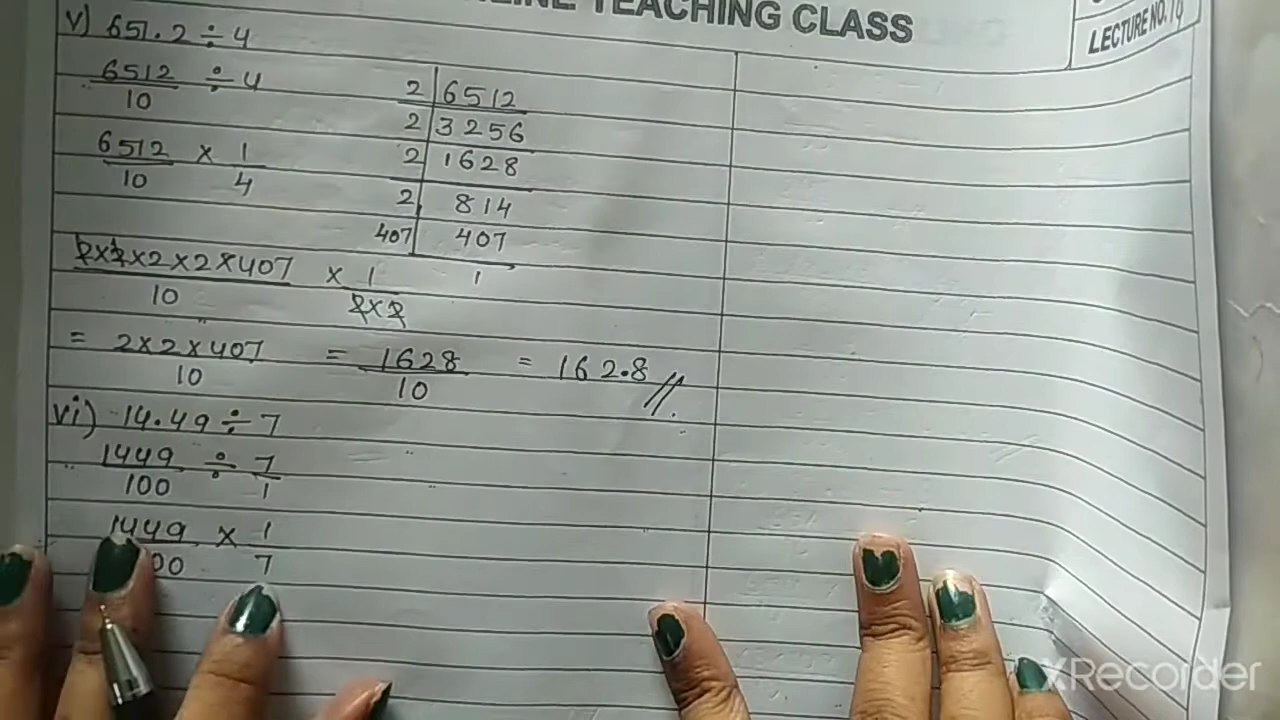 TEACHING CLASS
LECTURE NO. 19
v) 651.2 ÷ 4
6512/10 ÷ 4
6512/10 × 1/4
2×2×2×2×407/10 × 1/2×2
= 2×2×407/10 = 1628/10 = 162.8 //.
2 | 6512
2 | 3256
2 | 1628
2 | 814
407 | 407
1
vi) 14.49 ÷ 7
1449/100 ÷ 7/1
1449/00 × 1/7
XRecorder